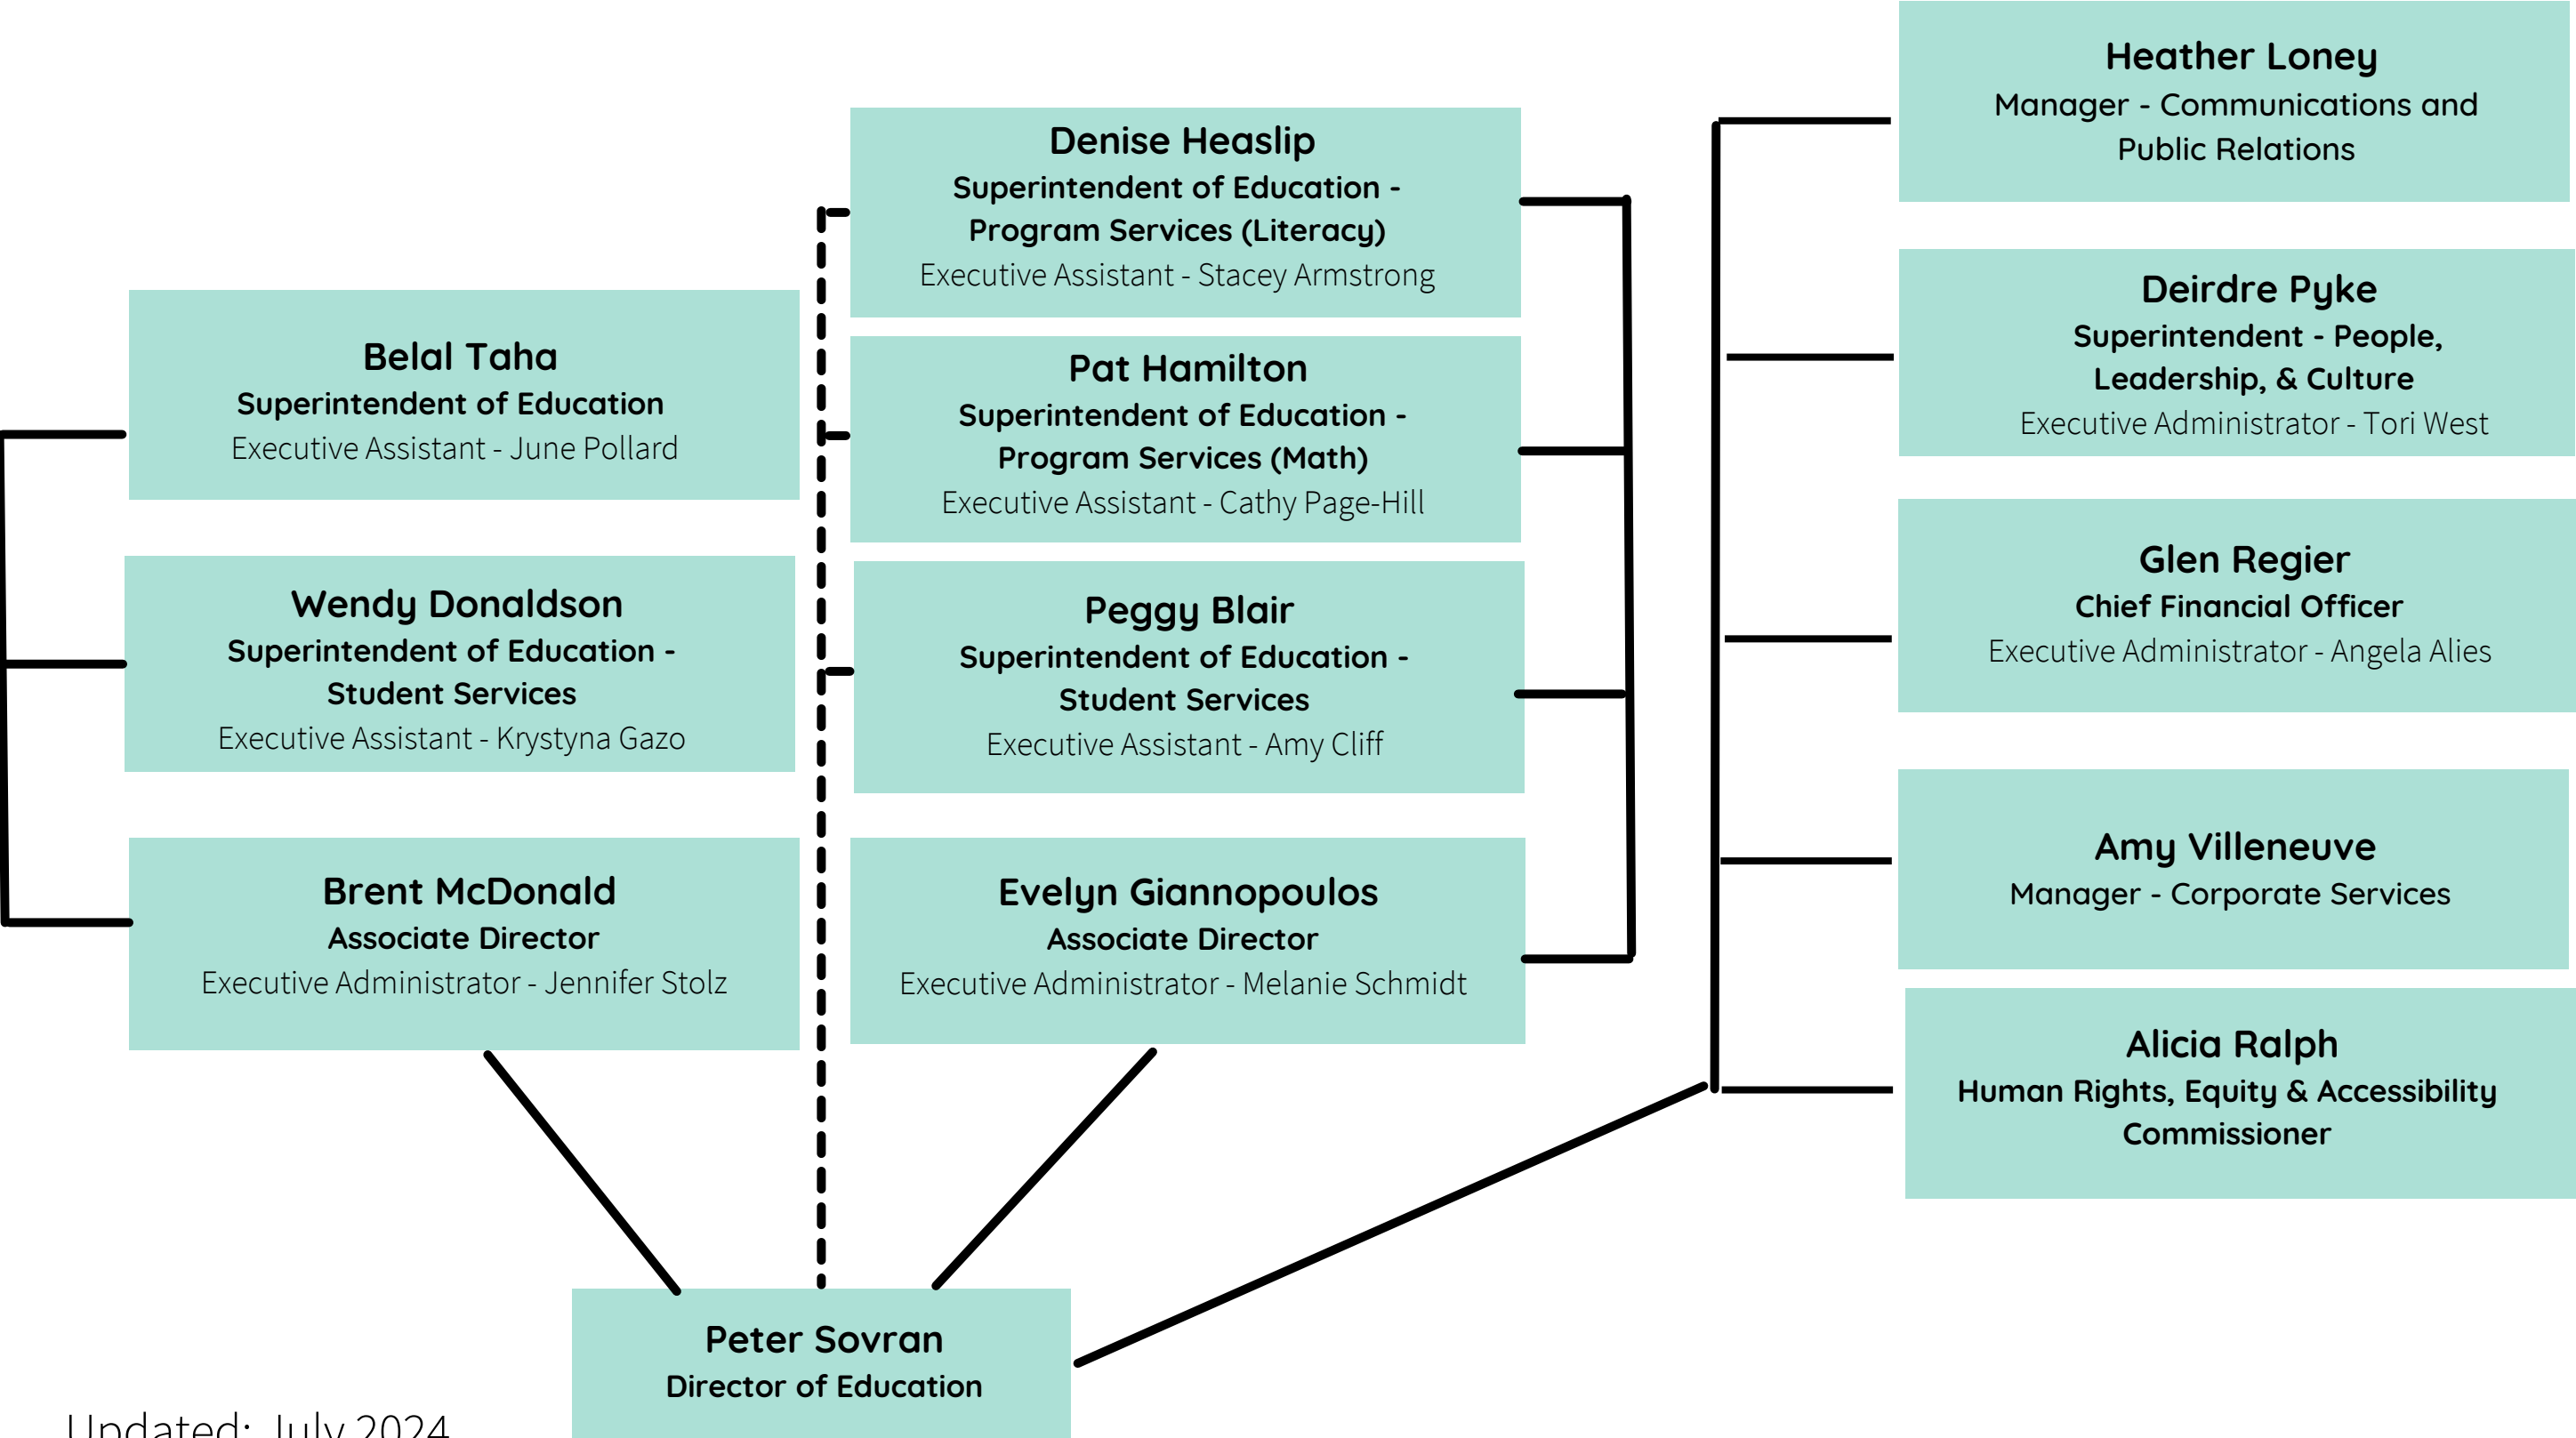 Heather Loney
Manager - Communications and
Public Relations
Denise Heaslip
Superintendent of Education -
Program Services (Literacy)
Executive Assistant - Stacey Armstrong
Deirdre Pyke
Superintendent - People,
Leadership, & Culture
Executive Administrator - Tori West
Belal Taha
Superintendent of Education
Executive Assistant - June Pollard
Pat Hamilton
Superintendent of Education -
Program Services (Math)
Executive Assistant - Cathy Page-Hill
Glen Regier
Chief Financial Officer
Executive Administrator - Angela Alies
Wendy Donaldson
Superintendent of Education -
Student Services
Executive Assistant - Krystyna Gazo
Peggy Blair
Superintendent of Education -
Student Services
Executive Assistant - Amy Cliff
Amy Villeneuve
Manager - Corporate Services
Brent McDonald
Associate Director
Executive Administrator - Jennifer Stolz
Evelyn Giannopoulos
Associate Director
Executive Administrator - Melanie Schmidt
Alicia Ralph
Human Rights, Equity & Accessibility
Commissioner
Peter Sovran
Director of Education
Updated: July 2024